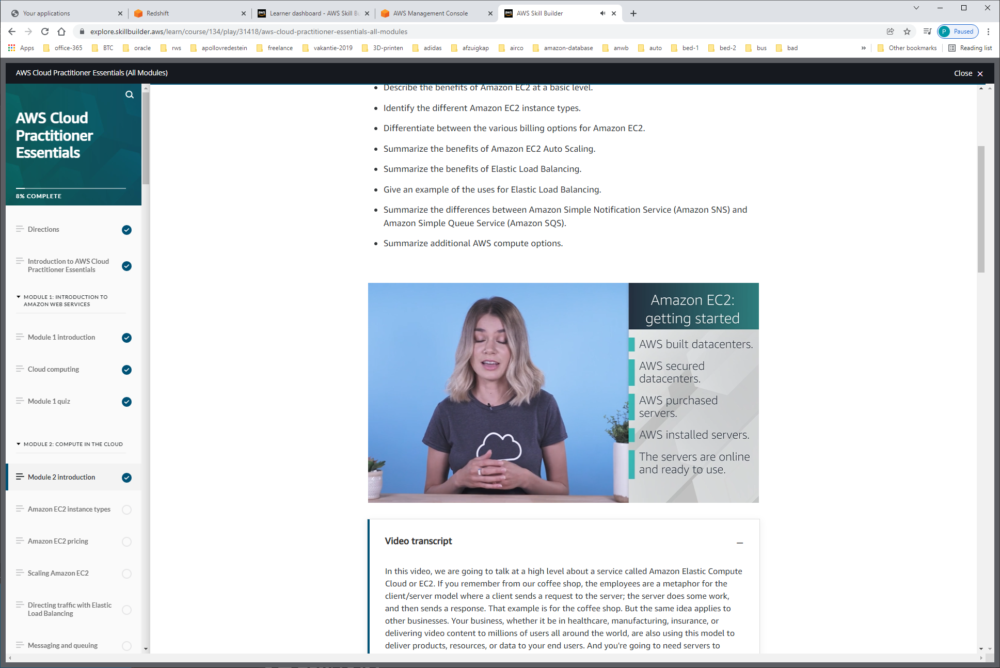 Your applications
Redshift
Learner dashboard - AWS Skill Bu
AWS Management Console
AWS Skill Builder
explore.skillbuilder.aws/learn/course/134/play/31418/aws-cloud-practitioner-essentials-all-modules
P Paused
Apps office-365 BTC oracle rws apollovredestein freelance vakantie-2019 3D-printen adidas afzuigkap airco amazon-database anwb auto bed-1 bed-2 bus bad » Other bookmarks Reading list
AWS Cloud Practitioner Essentials (All Modules)
Close
AWS Cloud
Practitioner
Essentials
8% COMPLETE
Directions
Introduction to AWS Cloud
Practitioner Essentials
MODULE 1: INTRODUCTION TO
AMAZON WEB SERVICES
Module 1 introduction
Cloud computing
Module 1 quiz
MODULE 2: COMPUTE IN THE CLOUD
Module 2 introduction
Amazon EC2 instance types
Amazon EC2 pricing
Scaling Amazon EC2
Directing traffic with Elastic
Load Balancing
Messaging and queuing
• Describe the benefits of Amazon EC2 at a basic level.
• Identify the different Amazon EC2 instance types.
• Differentiate between the various billing options for Amazon EC2.
• Summarize the benefits of Amazon EC2 Auto Scaling.
• Summarize the benefits of Elastic Load Balancing.
• Give an example of the uses for Elastic Load Balancing.
• Summarize the differences between Amazon Simple Notification Service (Amazon SNS) and
Amazon Simple Queue Service (Amazon SQS).
• Summarize additional AWS compute options.
Amazon EC2:
getting started
AWS built datacenters.
AWS secured
datacenters.
AWS purchased
servers.
AWS installed servers.
The servers are online
and ready to use.
Video transcript
In this video, we are going to talk at a high level about a service called Amazon Elastic Compute
Cloud or EC2. If you remember from our coffee shop, the employees are a metaphor for the
client/server model where a client sends a request to the server; the server does some work,
and then sends a response. That example is for the coffee shop. But the same idea applies to
other businesses. Your business, whether it be in healthcare, manufacturing, insurance, or
delivering video content to millions of users all around the world, are also using this model to
deliver products, resources, or data to your end users. And you're going to need servers to